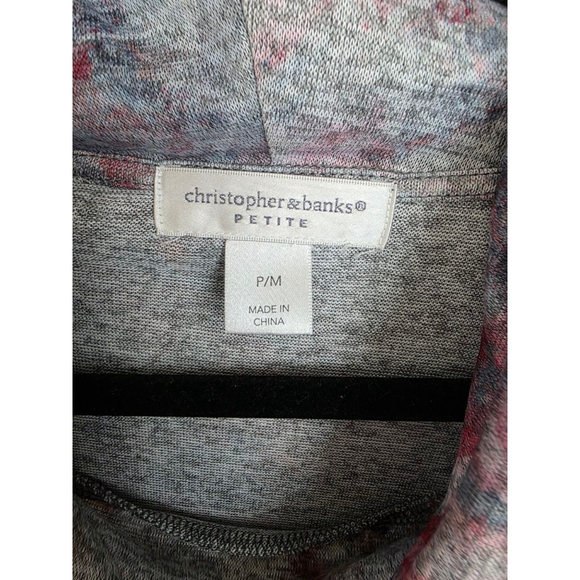 christopher&banks®
PETITE
P/M
MADE IN
CHINA